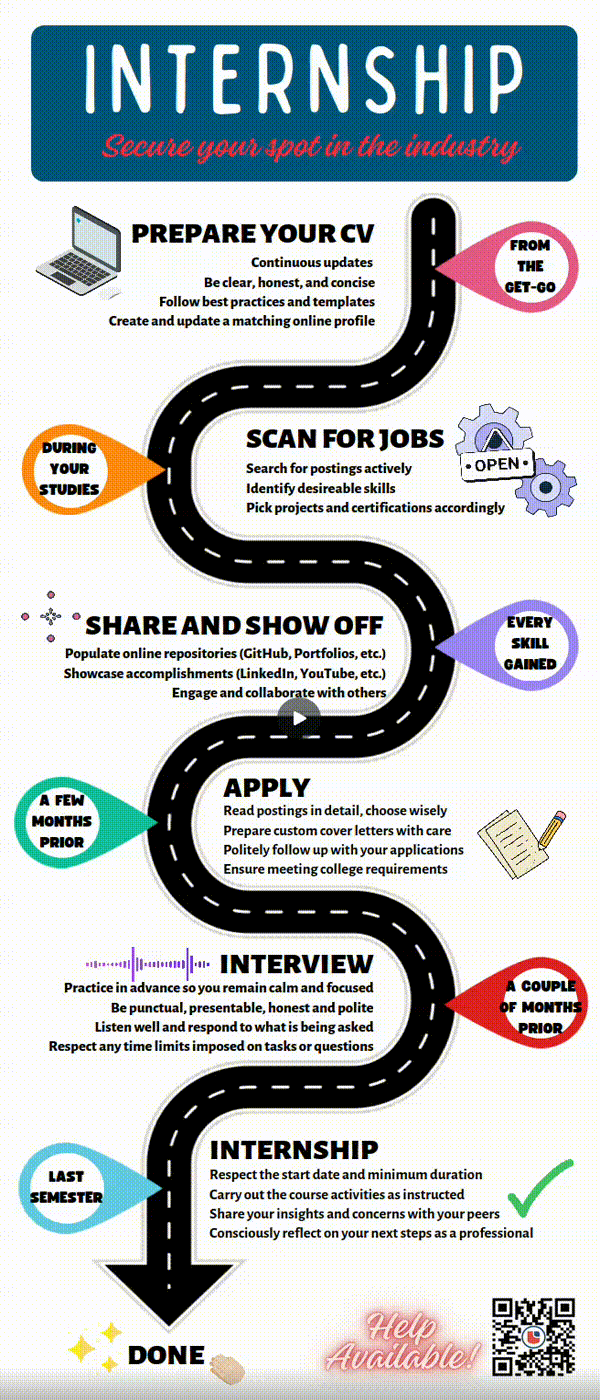 INTERNSHIP
Secure your spot in the industry
PREPARE YOUR CV
Continuous updates
Be clear, honest, and concise
Follow best practices and templates
Create and update a matching online profile
FROM
THE
GET-GO
DURING
YOUR
STUDIES
SCAN FOR JOBS
Search for postings actively
Identify desireable skills
Pick projects and certifications accordingly
OPEN
SHARE AND SHOW OFF
Populate online repositories (GitHub, Portfolios, etc.)
Showcase accomplishments (LinkedIn, YouTube, etc.)
Engage and collaborate with others
EVERY
SKILL
GAINED
A FEW
MONTHS
PRIOR
APPLY
Read postings in detail, choose wisely
Prepare custom cover letters with care
Politely follow up with your applications
Ensure meeting college requirements
INTERVIEW
Practice in advance so you remain calm and focused
Be punctual, presentable, honest and polite
Listen well and respond to what is being asked
Respect any time limits imposed on tasks or questions
A COUPLE
OF MONTHS
PRIOR
LAST
SEMESTER
INTERNSHIP
Respect the start date and minimum duration
Carry out the course activities as instructed
Share your insights and concerns with your peers
Consciously reflect on your next steps as a professional
DONE
Help
Available!